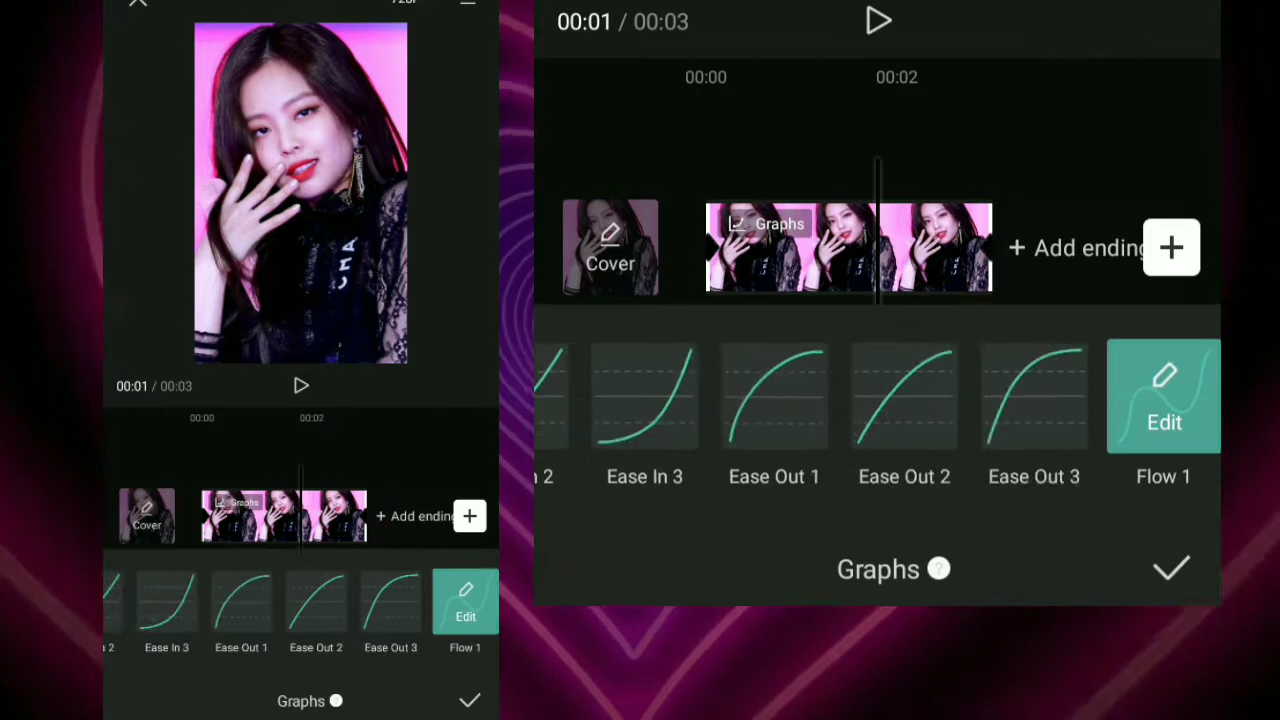 00:01 / 00:03
00:00 00:02
Cover
Graphs
+ Add ending
Edit
n 2 Ease In 3 Ease Out 1 Ease Out 2 Ease Out 3 Flow 1
Graphs ?
00:01 / 00:03
00:00 00:02
Cover
Graphs
+ Add ending
Edit
n 2 Ease In 3 Ease Out 1 Ease Out 2 Ease Out 3 Flow 1
Graphs